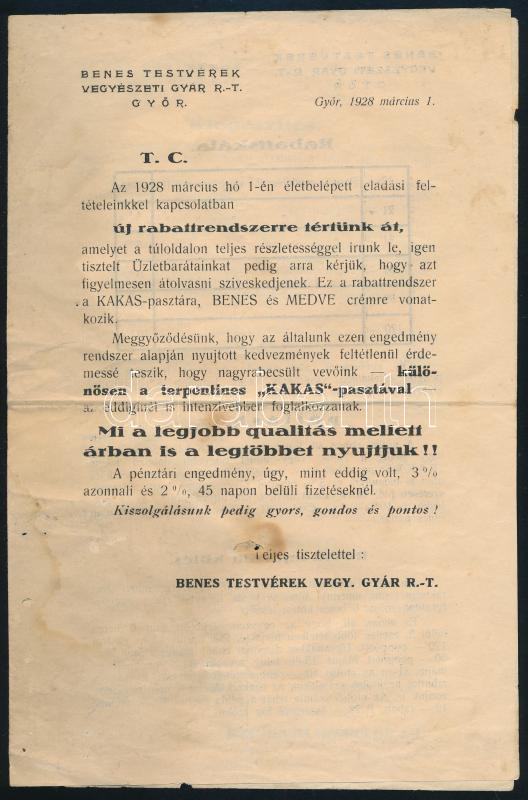 BENES TESTVÉREK
VEGYÉSZETI GYÁR R.-T.
GYŐR.
Győr, 1928 március 1.
T. C.
Az 1928 március hó 1-én életbelépett eladási fel-
tételeinkkel kapcsolatban
új rabattrendszerre tértünk át,
amelyet a túloldalon teljes részletességgel irunk le, igen
tisztelt Üzletbarátainkat pedig arra kérjük, hogy azt
figyelmesen átolvasni sziveskedjenek. Ez a rabattrendszer
a KAKAS-pasztára, BENES és MEDVE crémre vonat-
kozik.
Meggyőződésünk, hogy az általunk ezen engedmény
rendszer alapján nyujtott kedvezmények feltétlenül érde-
messé teszik, hogy nagyrabecsült vevőink — külö-
nösen a terpentines „KAKAS"-pasztával —
az eddiginél is intenzivebben foglalkozzanak.
Mi a legjobb qualitás mellett
árban is a legtöbbet nyujtjuk!!
A pénztári engedmény, úgy, mint eddig volt, 3%
azonnali és 2%, 45 napon belüli fizetéseknél.
Kiszolgálásunk pedig gyors, gondos és pontos!
Teljes tisztelettel:
BENES TESTVÉREK VEGY. GYÁR R.-T.